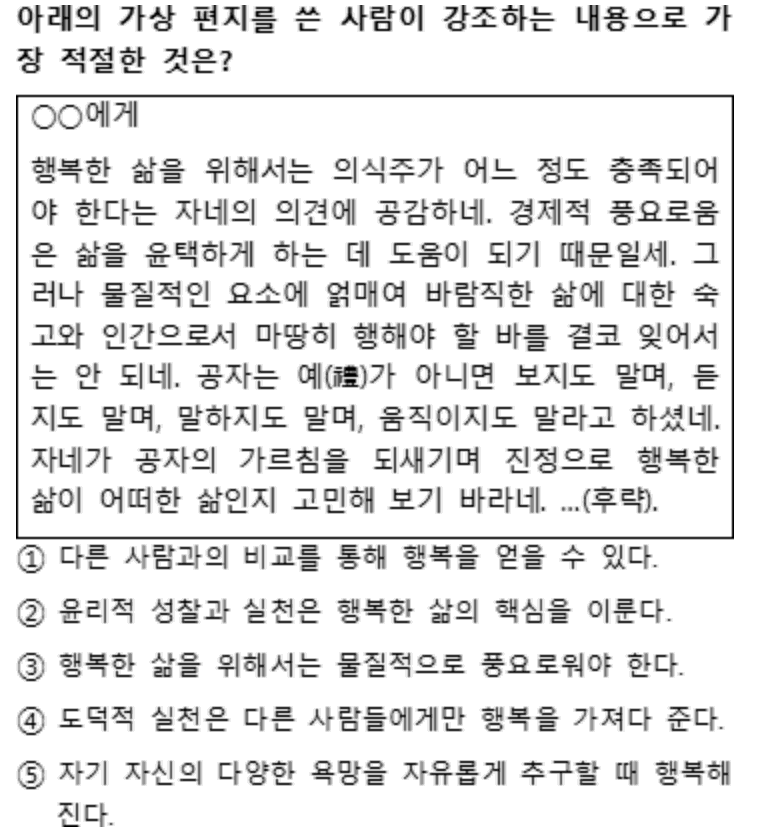 아래의 가상 편지를 쓴 사람이 강조하는 내용으로 가
장 적절한 것은?
○○에게
행복한 삶을 위해서는 의식주가 어느 정도 충족되어
야 한다는 자네의 의견에 공감하네. 경제적 풍요로움
은 삶을 윤택하게 하는 데 도움이 되기 때문일세. 그
러나 물질적인 요소에 얽매여 바람직한 삶에 대한 숙
고와 인간으로서 마땅히 행해야 할 바를 결코 잊어서
는 안 되네. 공자는 예(禮)가 아니면 보지도 말며, 듣
지도 말며, 말하지도 말며, 움직이지도 말라고 하셨네.
자네가 공자의 가르침을 되새기며 진정으로 행복한
삶이 어떠한 삶인지 고민해 보기 바라네. ...(후략).
① 다른 사람과의 비교를 통해 행복을 얻을 수 있다.
② 윤리적 성찰과 실천은 행복한 삶의 핵심을 이룬다.
③ 행복한 삶을 위해서는 물질적으로 풍요로워야 한다.
④ 도덕적 실천은 다른 사람들에게만 행복을 가져다 준다.
⑤ 자기 자신의 다양한 욕망을 자유롭게 추구할 때 행복해
진다.